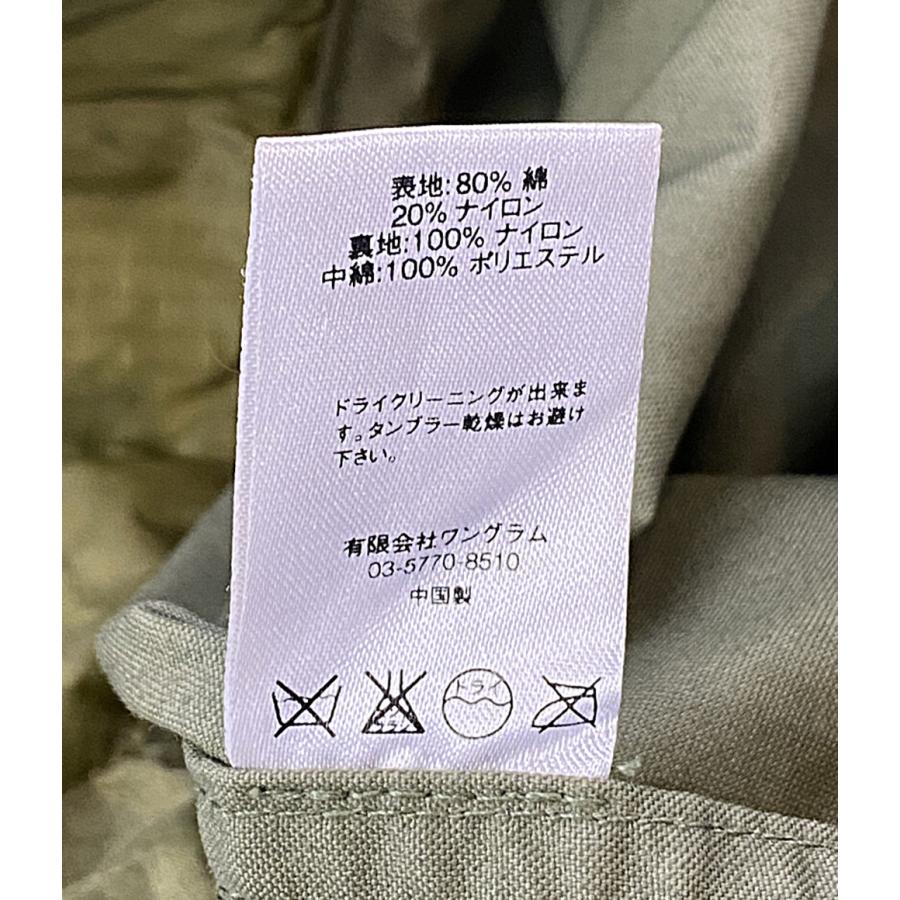 表地:80% 綿
20% ナイロン
裏地:100% ナイロン
中綿:100% ポリエステル
ドライクリーニングが出来ま
す。タンブラー乾燥はお避け
下さい。
有限会社ワングラム
03-5770-8510
中国製
ドライ